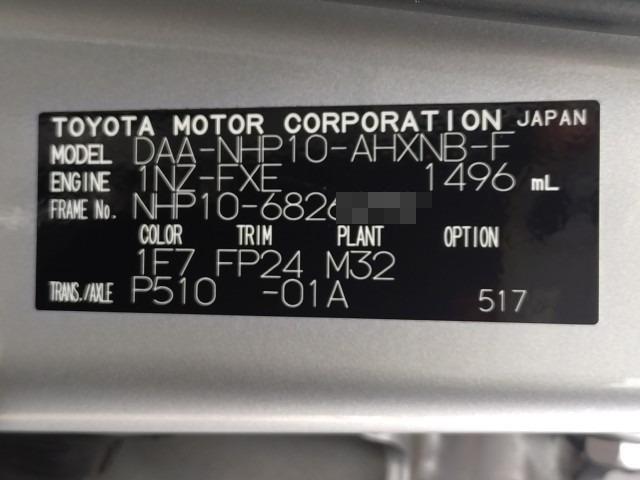 TOYOTA MOTOR CORPORATION JAPAN
MODEL DAA-NHP10-AHXNB-F
ENGINE 1NZ-FXE 1496 mL
FRAME No. NHP10-6826
COLOR TRIM PLANT OPTION
1F7 FP24 M32
TRANS./AXLE P510 -01A 517